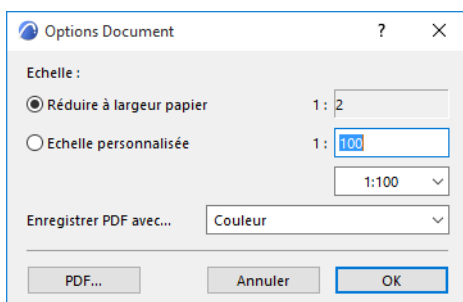 Options Document
Echelle :
Réduire à largeur papier 1: 2
Echelle personnalisée 1: 100
1:100
Enregistrer PDF avec... Couleur
PDF... Annuler OK